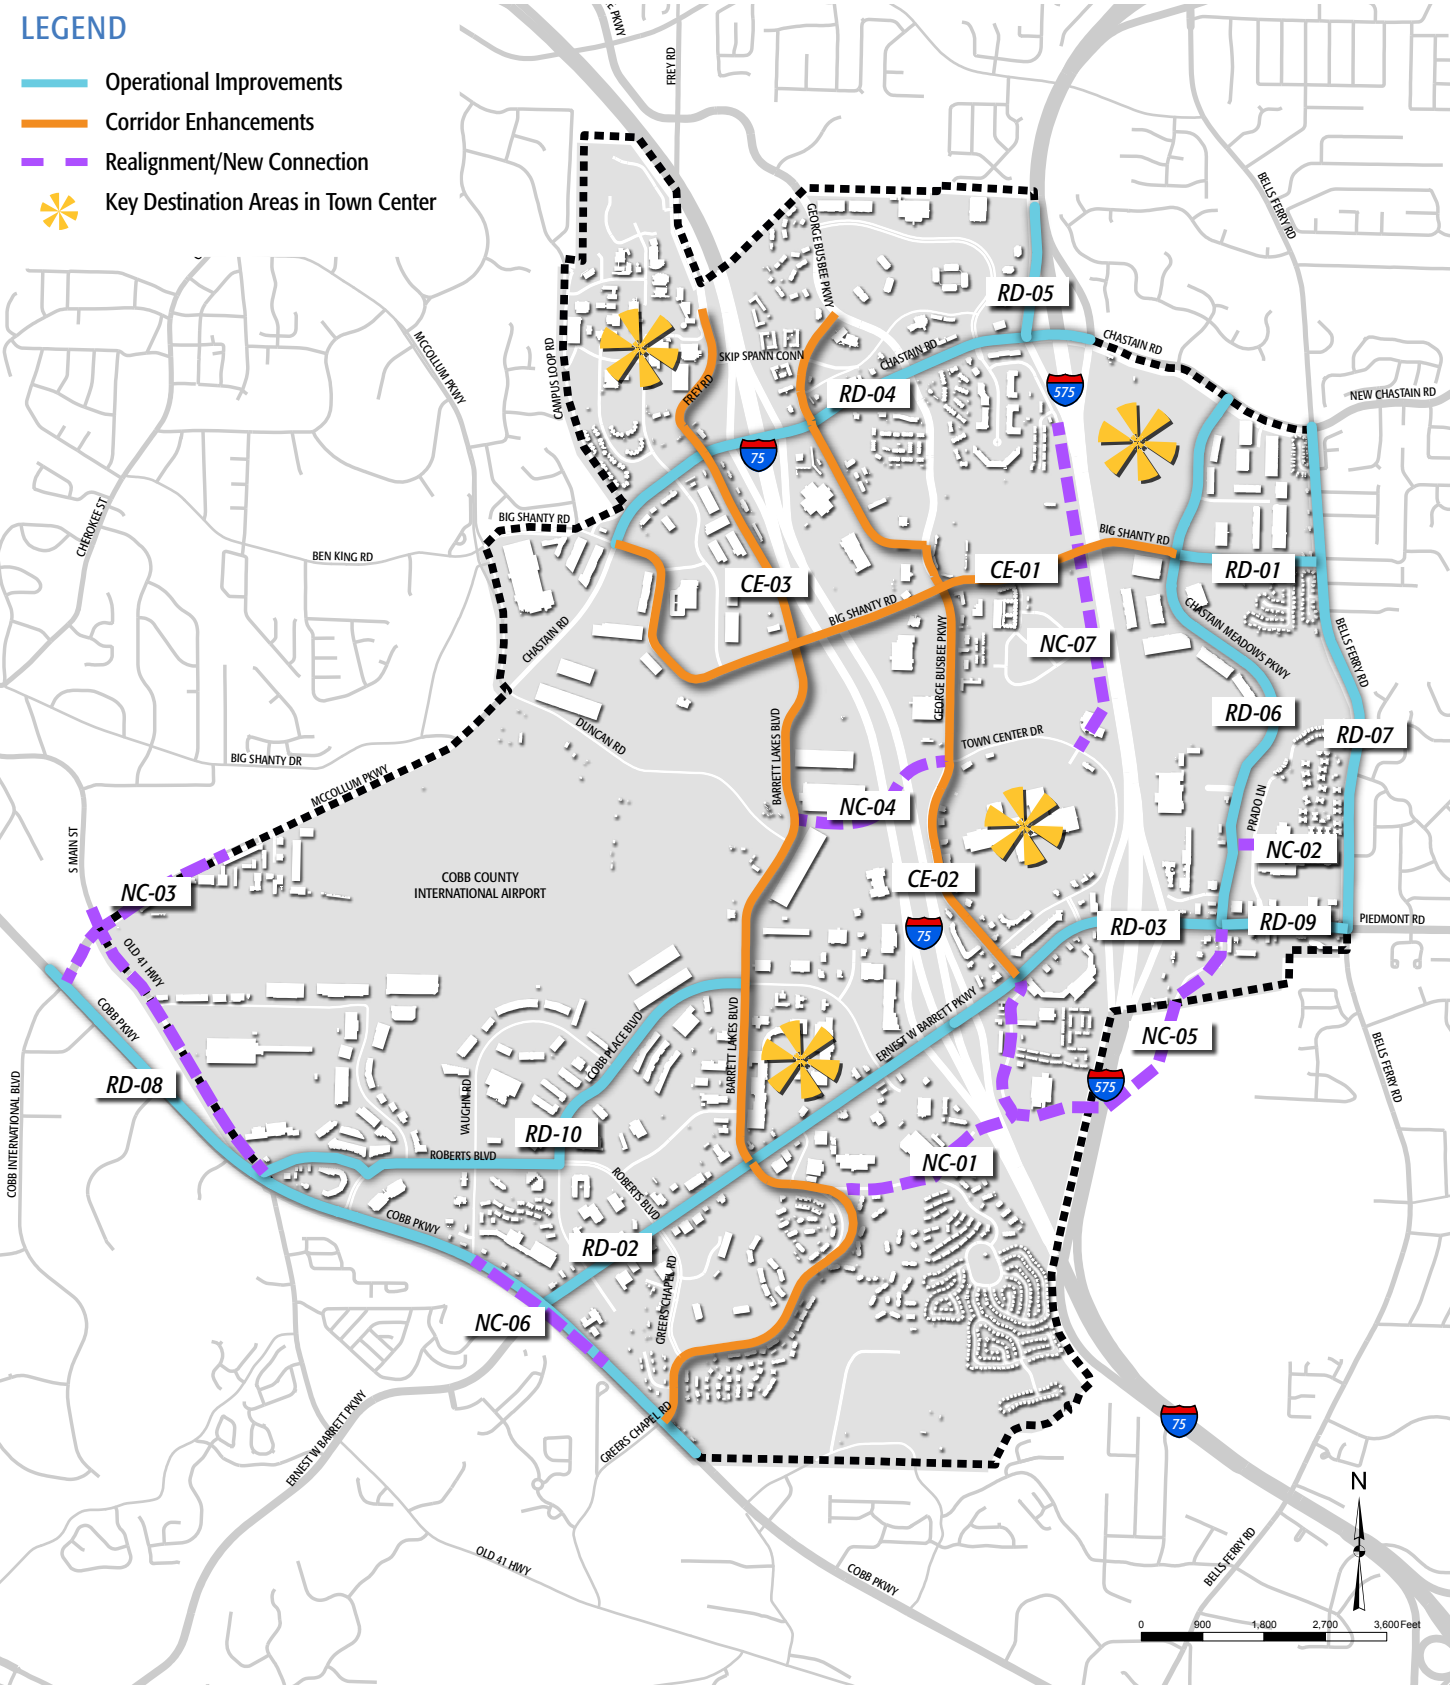 LEGEND
Operational Improvements
Corridor Enhancements
Realignment/New Connection
Key Destination Areas in Town Center
PKWY
FREY RD
BELLS FERRY RD
GEORGE BUSBEE PKWY
RD-05
MCCOLLUM PKWY
CAMPUS LOOP RD
SKIP SPANN CONN
CHASTAIN RD
CHASTAIN RD
FREY RD
RD-04
575
NEW CHASTAIN RD
75
CHEROKEE ST
BIG SHANTY RD
BEN KING RD
BIG SHANTY RD
CE-01
RD-01
CE-03
BIG SHANTY RD
CHASTAIN RD
GEORGE BUSBEE PKWY
NC-07
CHASTAIN MEADOWS PKWY
BELLS FERRY RD
RD-06
RD-07
DUNCAN RD
BARRETT LAKES BLVD
TOWN CENTER DR
BIG SHANTY DR
MCCOLLUM PKWY
NC-04
PRADO LN
S MAIN ST
NC-02
COBB COUNTY
INTERNATIONAL AIRPORT
CE-02
NC-03
75
RD-03
RD-09
PIEDMONT RD
OLD 41 HWY
COBB PKWY
COBB PLACE BLVD
BARRETT LAKES BLVD
ERNEST W BARRETT PKWY
NC-05
BELLS FERRY RD
RD-08
575
COBB INTERNATIONAL BLVD
VAUGHN RD
RD-10
ROBERTS BLVD
NC-01
ROBERTS BLVD
COBB PKWY
RD-02
GREERS CHAPEL RD
NC-06
ERNEST W BARRETT PKWY
GREERS CHAPEL RD
75
N
OLD 41 HWY
COBB PKWY
BELLS FERRY RD
0 900 1,800 2,700 3,600 Feet